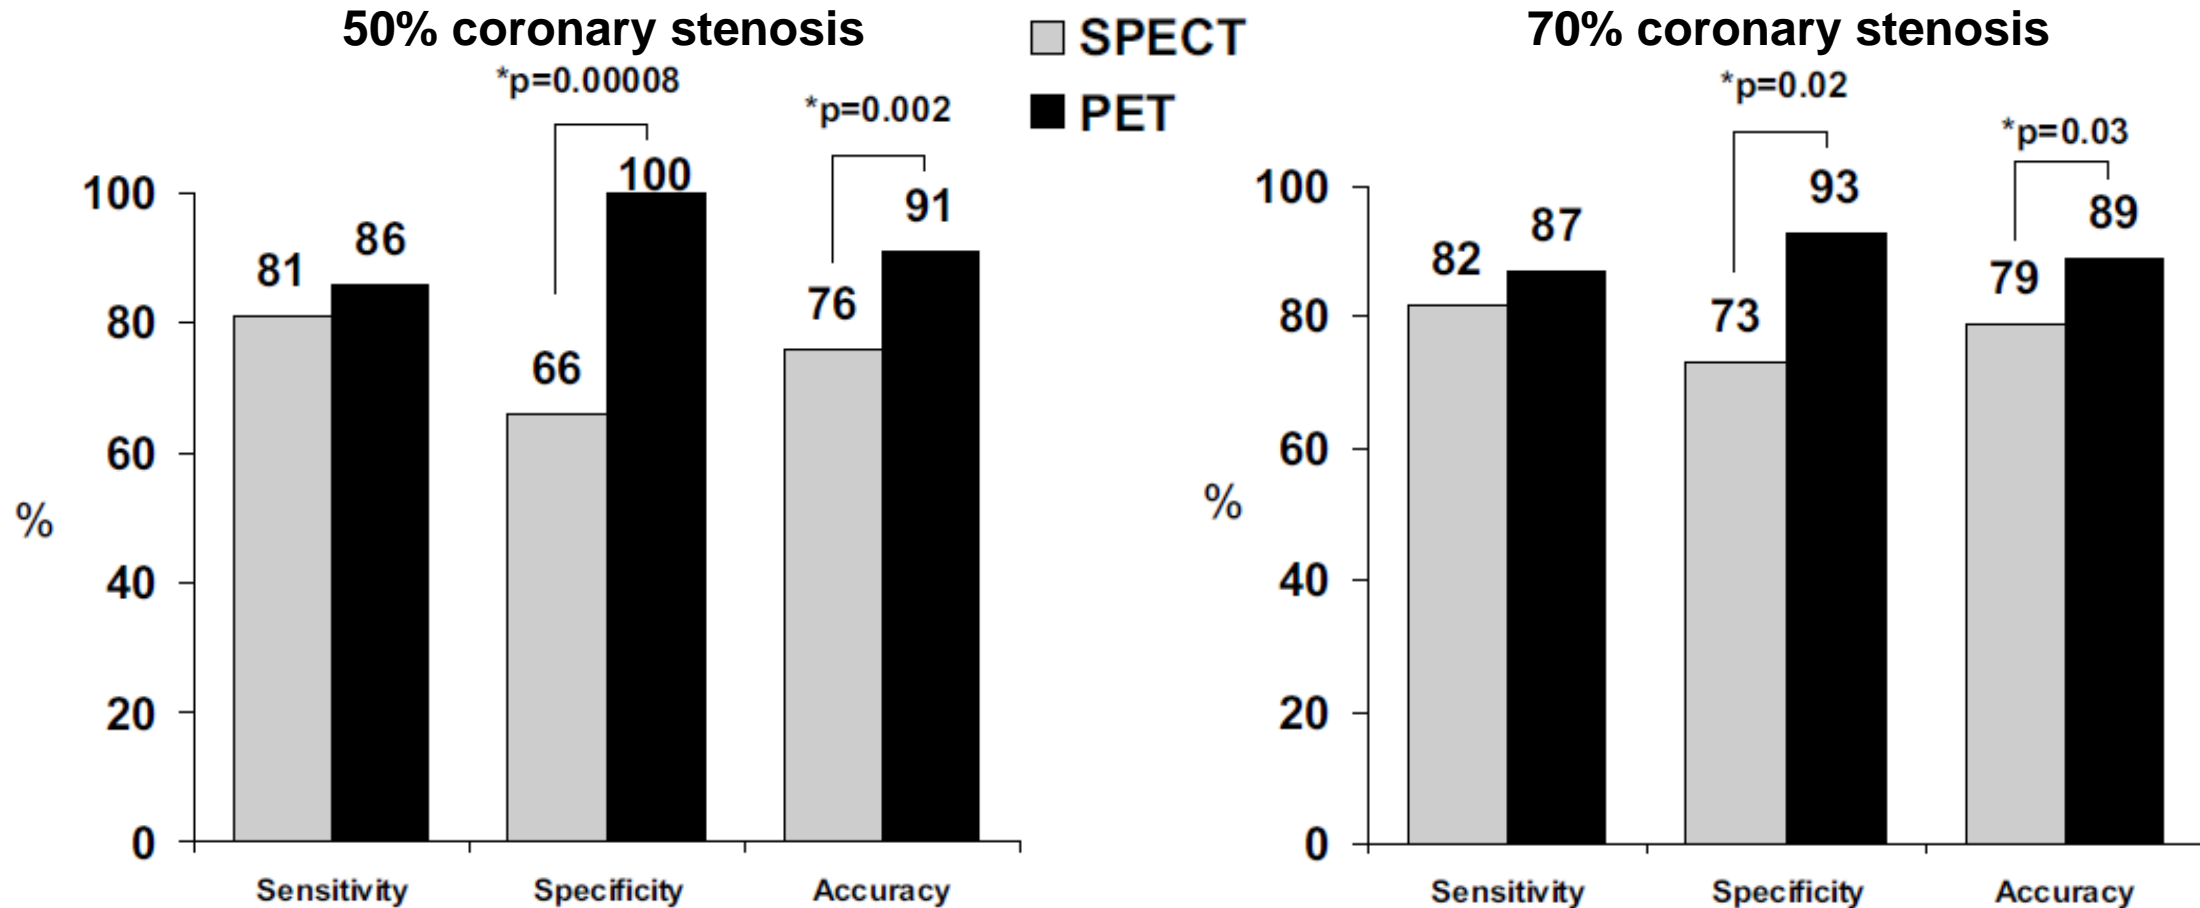 50% coronary stenosis
*p=0.00008
*p=0.002
100
80
60
40
20
0
%
81
86
66
100
76
91
Sensitivity
Specificity
Accuracy
SPECT
PET
70% coronary stenosis
*p=0.02
*p=0.03
100
80
60
40
20
0
%
82
87
73
93
79
89
Sensitivity
Specificity
Accuracy